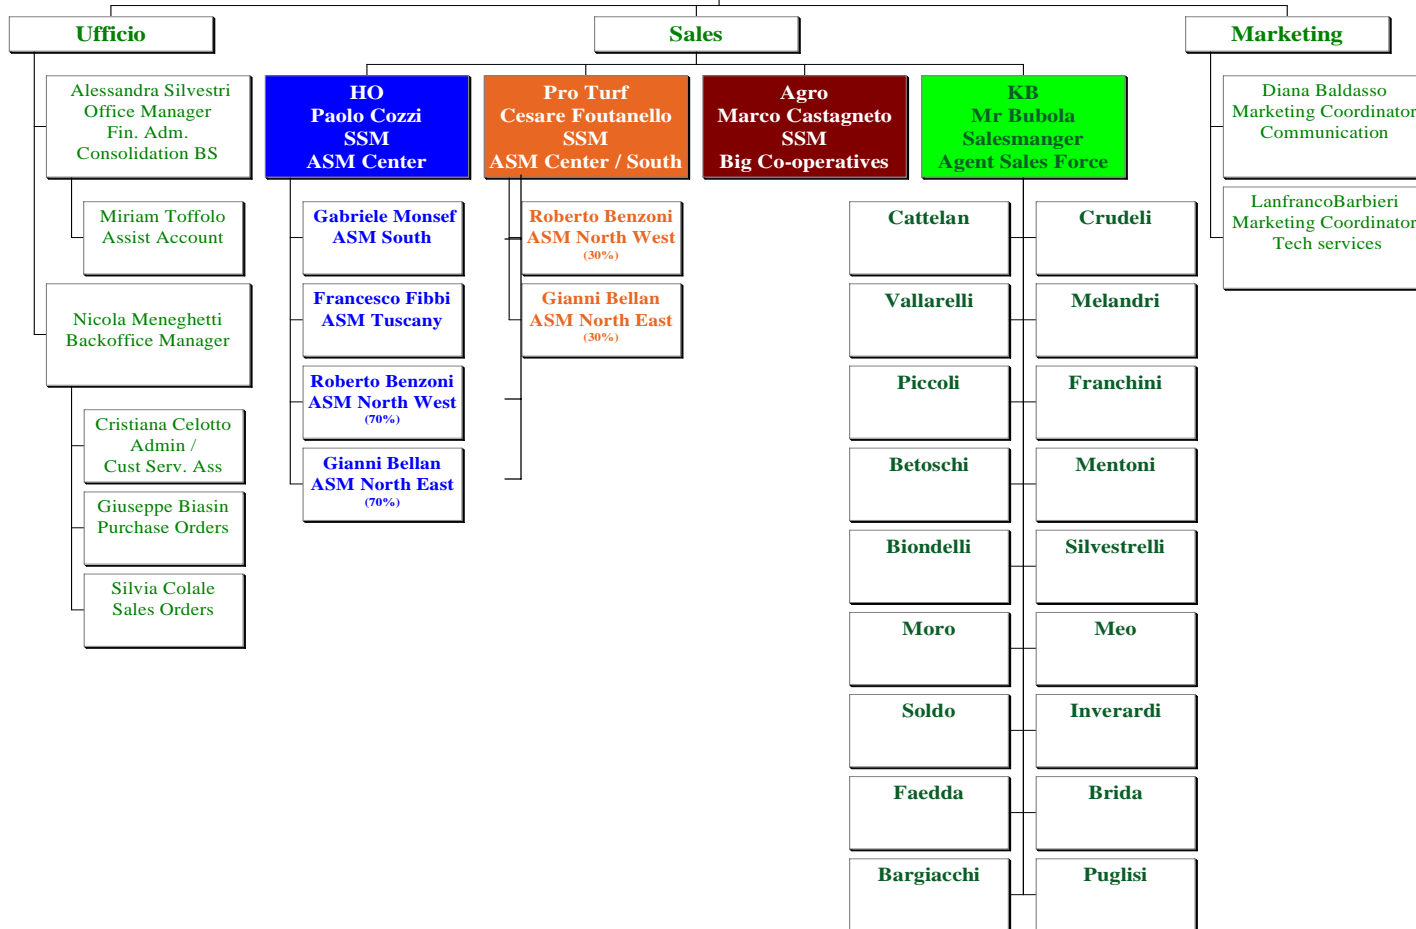 Ufficio
Sales
Marketing
Alessandra Silvestri
Office Manager
Fin. Adm.
Consolidation BS
Miriam Toffolo
Assist Account
Nicola Meneghetti
Backoffice Manager
Cristiana Celotto
Admin /
Cust Serv. Ass
Giuseppe Biasin
Purchase Orders
Silvia Colale
Sales Orders
HO
Paolo Cozzi
SSM
ASM Center
Gabriele Monsef
ASM South
Francesco Fibbi
ASM Tuscany
Roberto Benzoni
ASM North West
(70%)
Gianni Bellan
ASM North East
(70%)
Pro Turf
Cesare Foutanello
SSM
ASM Center / South
Roberto Benzoni
ASM North West
(30%)
Gianni Bellan
ASM North East
(30%)
Agro
Marco Castagneto
SSM
Big Co-operatives
KB
Mr Bubola
Salesmanger
Agent Sales Force
Cattelan
Crudeli
Vallarelli
Melandri
Piccoli
Franchini
Betoschi
Mentoni
Biondelli
Silvestrelli
Moro
Meo
Soldo
Inverardi
Faedda
Brida
Bargiacchi
Puglisi
Diana Baldasso
Marketing Coordinator
Communication
LanfrancoBarbieri
Marketing Coordinator
Tech services